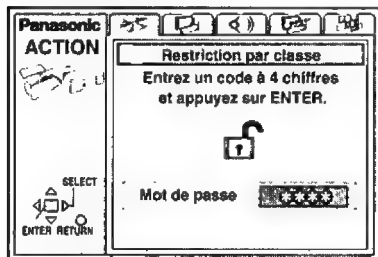 Panasonic
ACTION
Restriction par classe
Entrez un code à 4 chiffres
et appuyez sur ENTER.
Mot de passe ✱✱✱✱
SELECT
ENTER RETURN